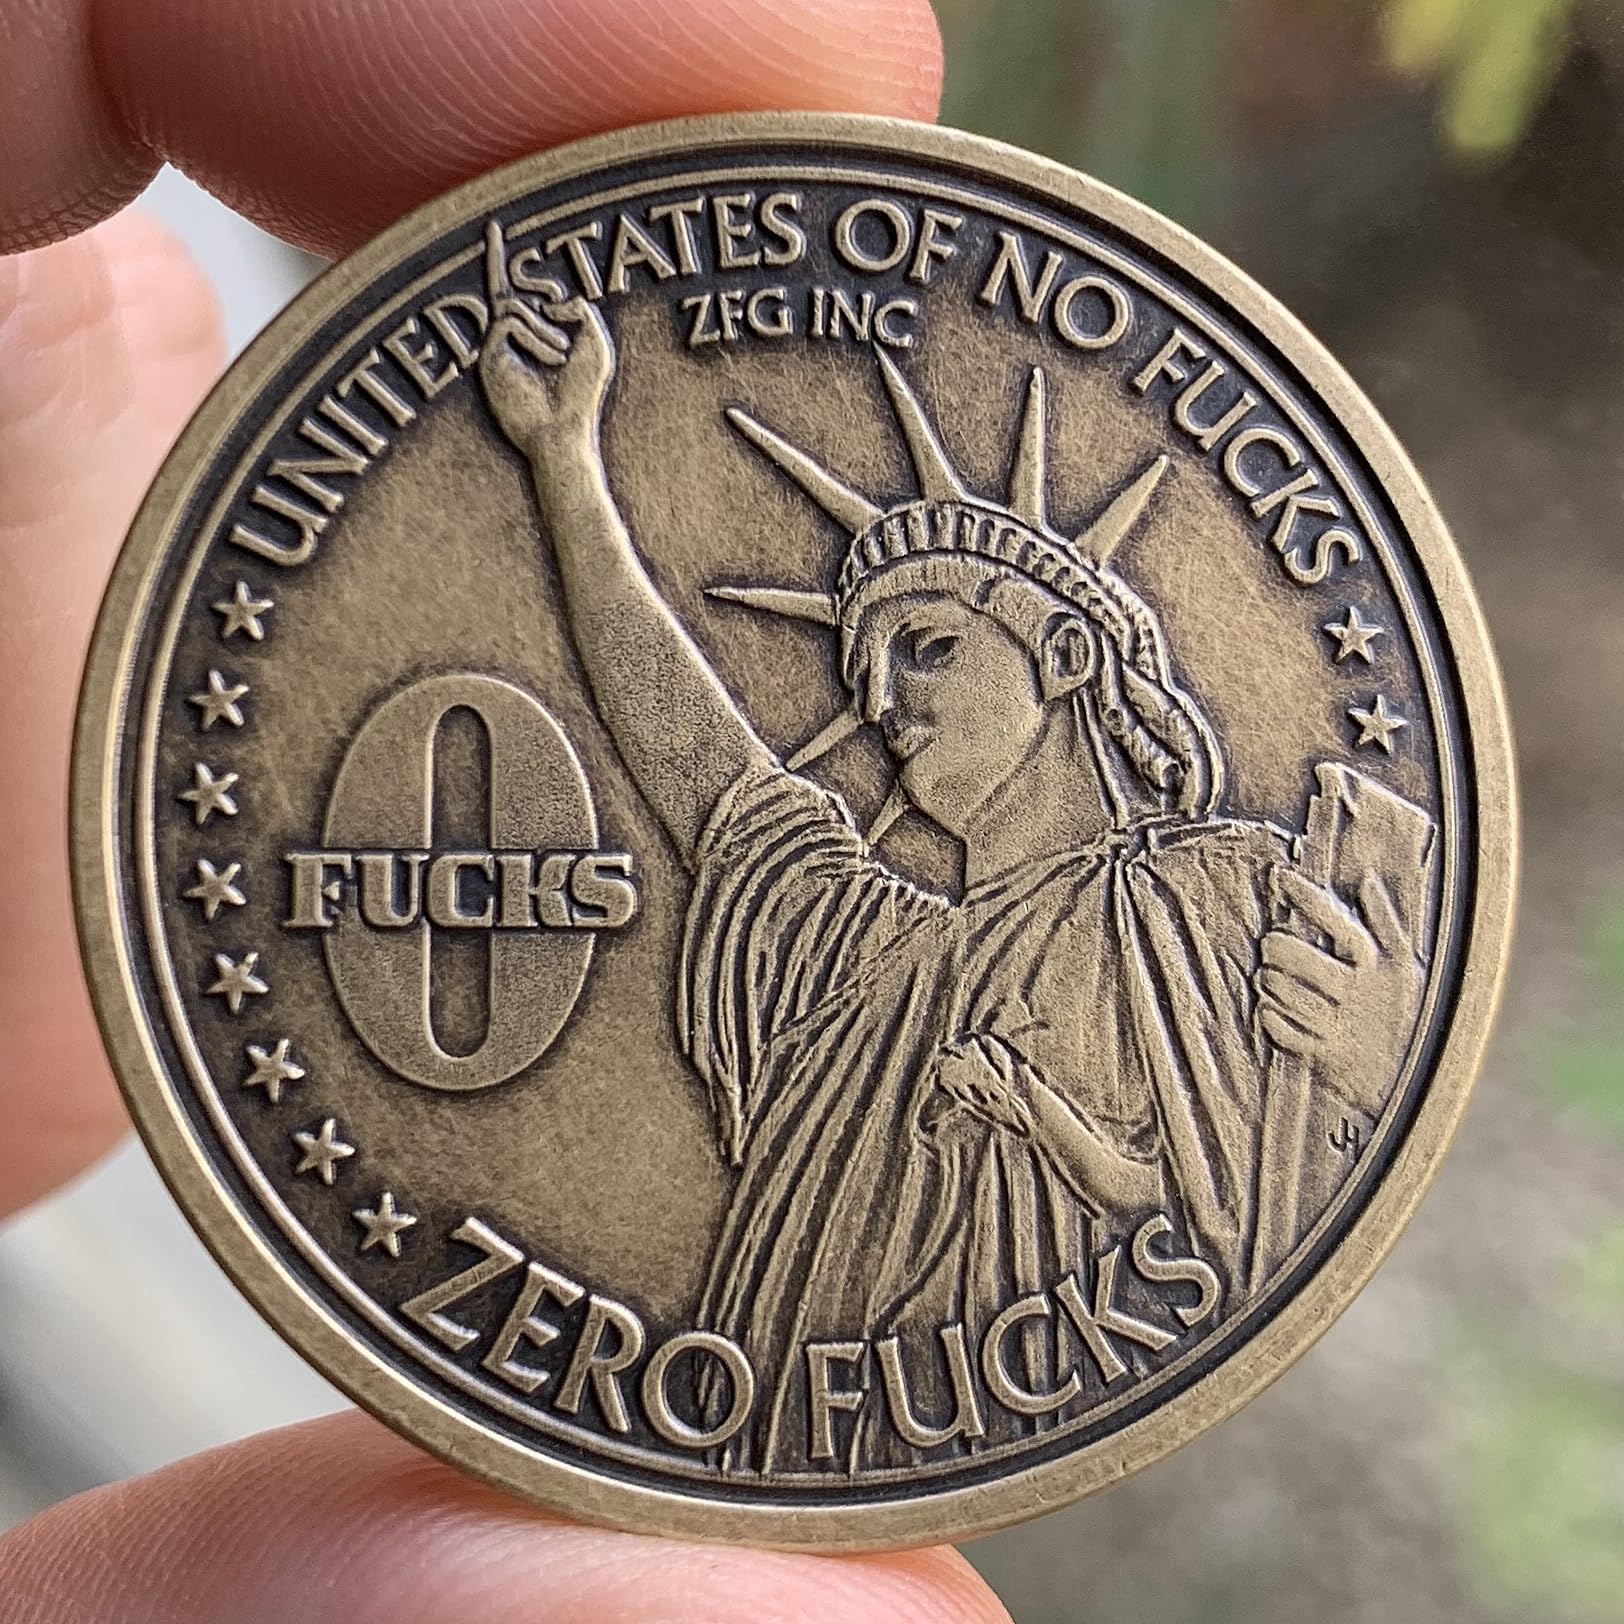 UNITED STATES OF NO FUCKS
ZFG INC
0
FUCKS
ZERO FUCKS